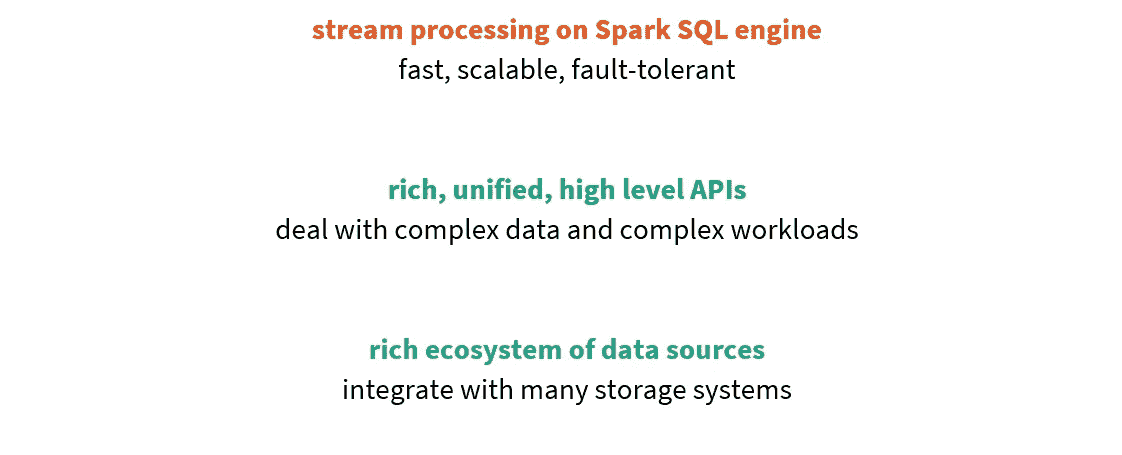 stream processing on Spark SQL engine
fast, scalable, fault-tolerant
rich, unified, high level APIs
deal with complex data and complex workloads
rich ecosystem of data sources
integrate with many storage systems